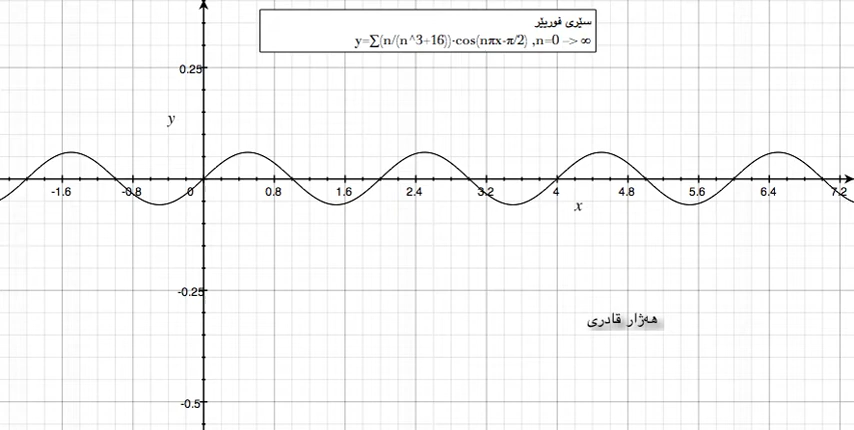 سێری فوریێر
y=∑(n/(n^3+16))·cos(nπx-π/2) ,n=0 -> ∞
0.25
y
-1.6 -0.8 0 0.8 1.6 2.4 3.2 4 4.8 5.6 6.4 7.2
x
-0.25
هەژار قادری
-0.5